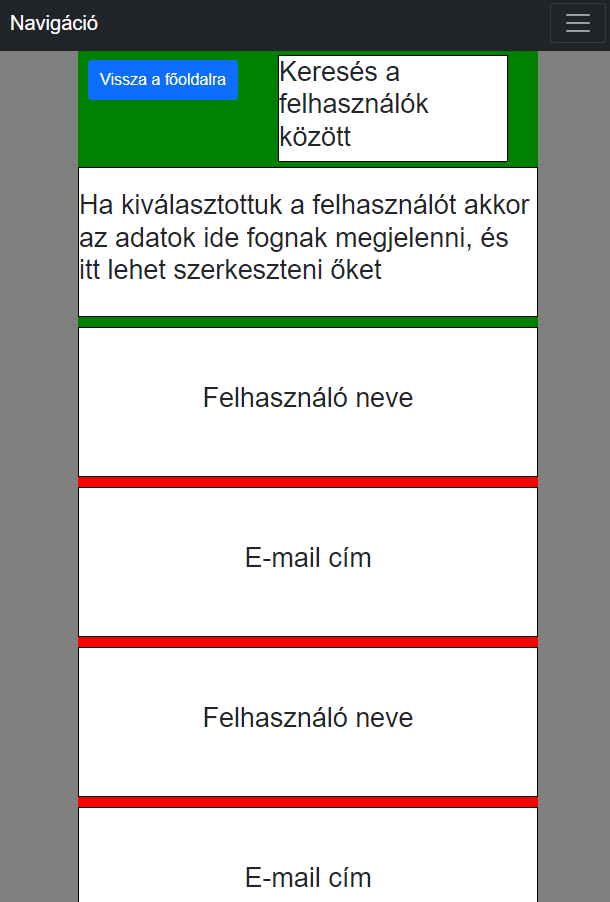 Navigáció
Vissza a főoldalra
Keresés a
felhasználók
között
Ha kiválasztottuk a felhasználót akkor
az adatok ide fognak megjelenni, és
itt lehet szerkeszteni őket
Felhasználó neve
E-mail cím
Felhasználó neve
E-mail cím